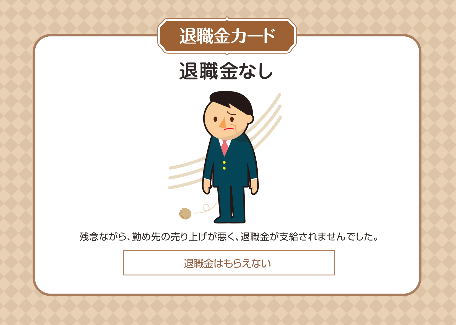 退職金カード
退職金なし
残念ながら、勤め先の売り上げが悪く、退職金が支給されませんでした。
退職金はもらえない